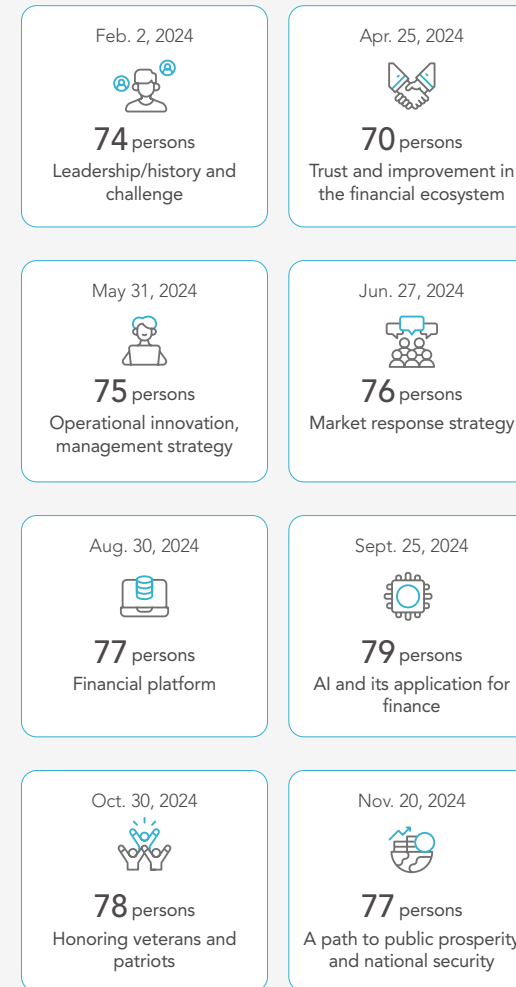 Feb. 2, 2024
74 persons
Leadership/history and
challenge
Apr. 25, 2024
70 persons
Trust and improvement in
the financial ecosystem
May 31, 2024
75 persons
Operational innovation,
management strategy
Jun. 27, 2024
76 persons
Market response strategy
Aug. 30, 2024
77 persons
Financial platform
Sept. 25, 2024
79 persons
AI and its application for
finance
Oct. 30, 2024
78 persons
Honoring veterans and
patriots
Nov. 20, 2024
77 persons
A path to public prosperity
and national security